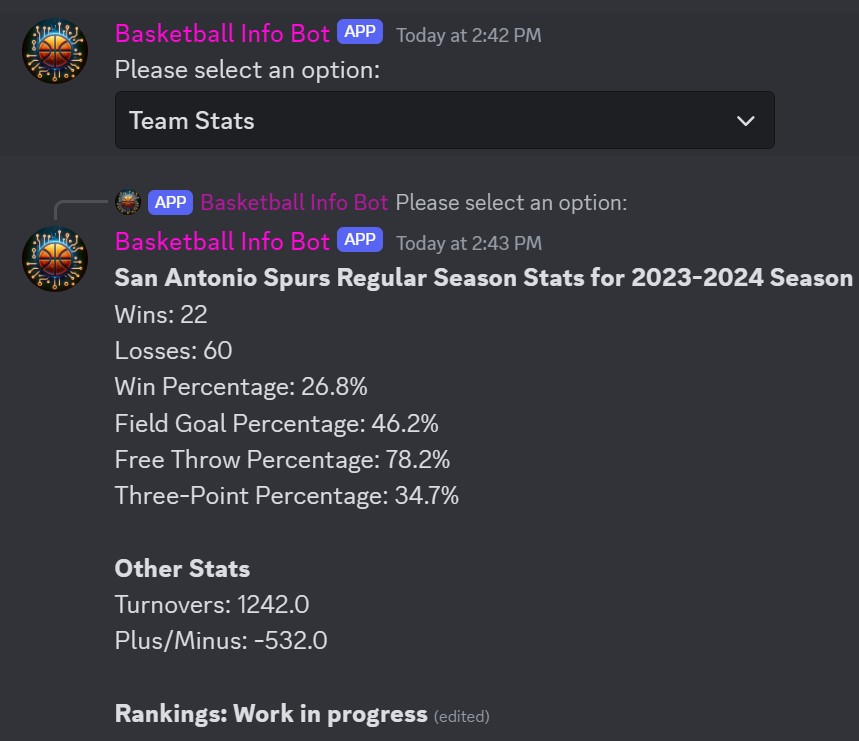 Basketball Info Bot APP Today at 2:42 PM
Please select an option:
Team Stats
APP Basketball Info Bot Please select an option:
Basketball Info Bot APP Today at 2:43 PM
San Antonio Spurs Regular Season Stats for 2023-2024 Season
Wins: 22
Losses: 60
Win Percentage: 26.8%
Field Goal Percentage: 46.2%
Free Throw Percentage: 78.2%
Three-Point Percentage: 34.7%
Other Stats
Turnovers: 1242.0
Plus/Minus: -532.0
Rankings: Work in progress (edited)